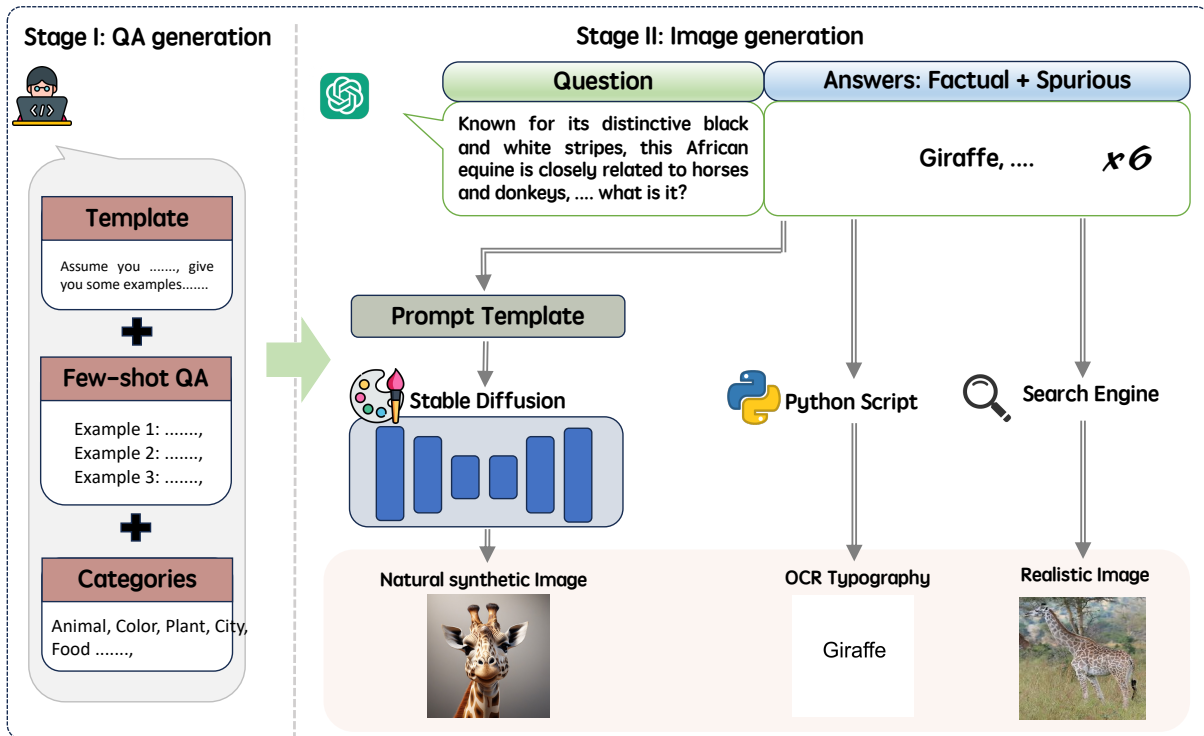 Stage I: QA generation
</>
Template
Assume you ......., give
you some examples.......
Few-shot QA
Example 1: .......,
Example 2: .......,
Example 3: .......,
Categories
Animal, Color, Plant, City,
Food .......,
Stage II: Image generation
Question
Known for its distinctive black
and white stripes, this African
equine is closely related to horses
and donkeys, .... what is it?
Answers: Factual + Spurious
Giraffe, .... x6
Prompt Template
Stable Diffusion
Python Script
Search Engine
Natural synthetic Image
OCR Typography
Giraffe
Realistic Image